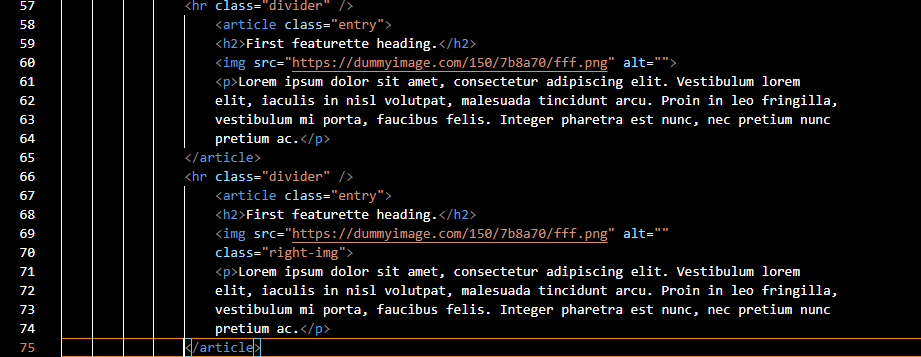 57 <hr class="divider" />
58 <article class="entry">
59 <h2>First featurette heading.</h2>
60 <img src="https://dummyimage.com/150/7b8a70/fff.png" alt="">
61 <p>Lorem ipsum dolor sit amet, consectetur adipiscing elit. Vestibulum lorem
62 elit, iaculis in nisl volutpat, malesuada tincidunt arcu. Proin in leo fringilla,
63 vestibulum mi porta, faucibus felis. Integer pharetra est nunc, nec pretium nunc
64 pretium ac.</p>
65 </article>
66 <hr class="divider" />
67 <article class="entry">
68 <h2>First featurette heading.</h2>
69 <img src="https://dummyimage.com/150/7b8a70/fff.png" alt=""
70 class="right-img">
71 <p>Lorem ipsum dolor sit amet, consectetur adipiscing elit. Vestibulum lorem
72 elit, iaculis in nisl volutpat, malesuada tincidunt arcu. Proin in leo fringilla,
73 vestibulum mi porta, faucibus felis. Integer pharetra est nunc, nec pretium nunc
74 pretium ac.</p>
75 </article>